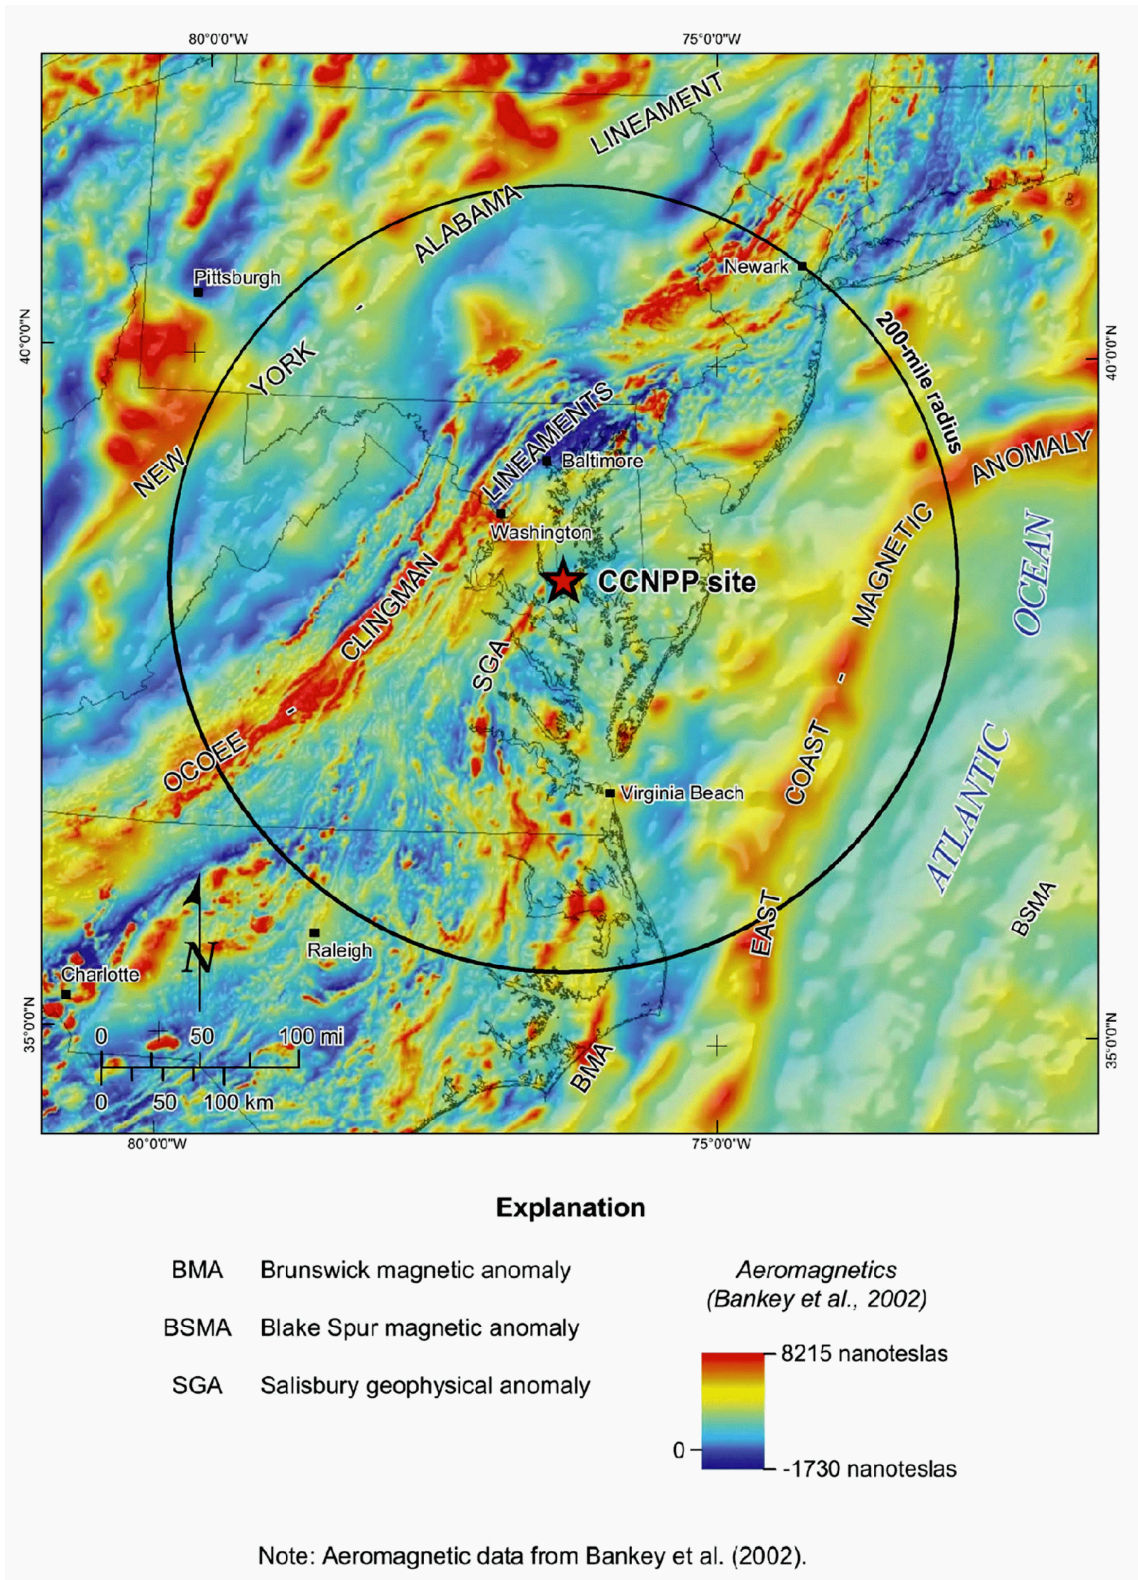 80°0'0"W
75°0'0"W
LINEAMENT
ALABAMA
Newark
Pittsburgh
-
40°0'0"N
40°0'0"N
200-mile radius
YORK
LINEAMENTS
ANOMALY
NEW
Baltimore
Washington
MAGNETIC
OCEAN
CCNPP site
CLINGMAN
SGA
-
-
OCOEE
COAST
Virginia Beach
ATLANTIC
BSMA
EAST
N
Raleigh
Charlotte
35°0'0"N
35°0'0"N
0 50 100 mi
BMA
0 50 100 km
80°0'0"W
75°0'0"W
Explanation
BMA Brunswick magnetic anomaly
BSMA Blake Spur magnetic anomaly
SGA Salisbury geophysical anomaly
Aeromagnetics
(Bankey et al., 2002)
8215 nanoteslas
0
-1730 nanoteslas
Note: Aeromagnetic data from Bankey et al. (2002).